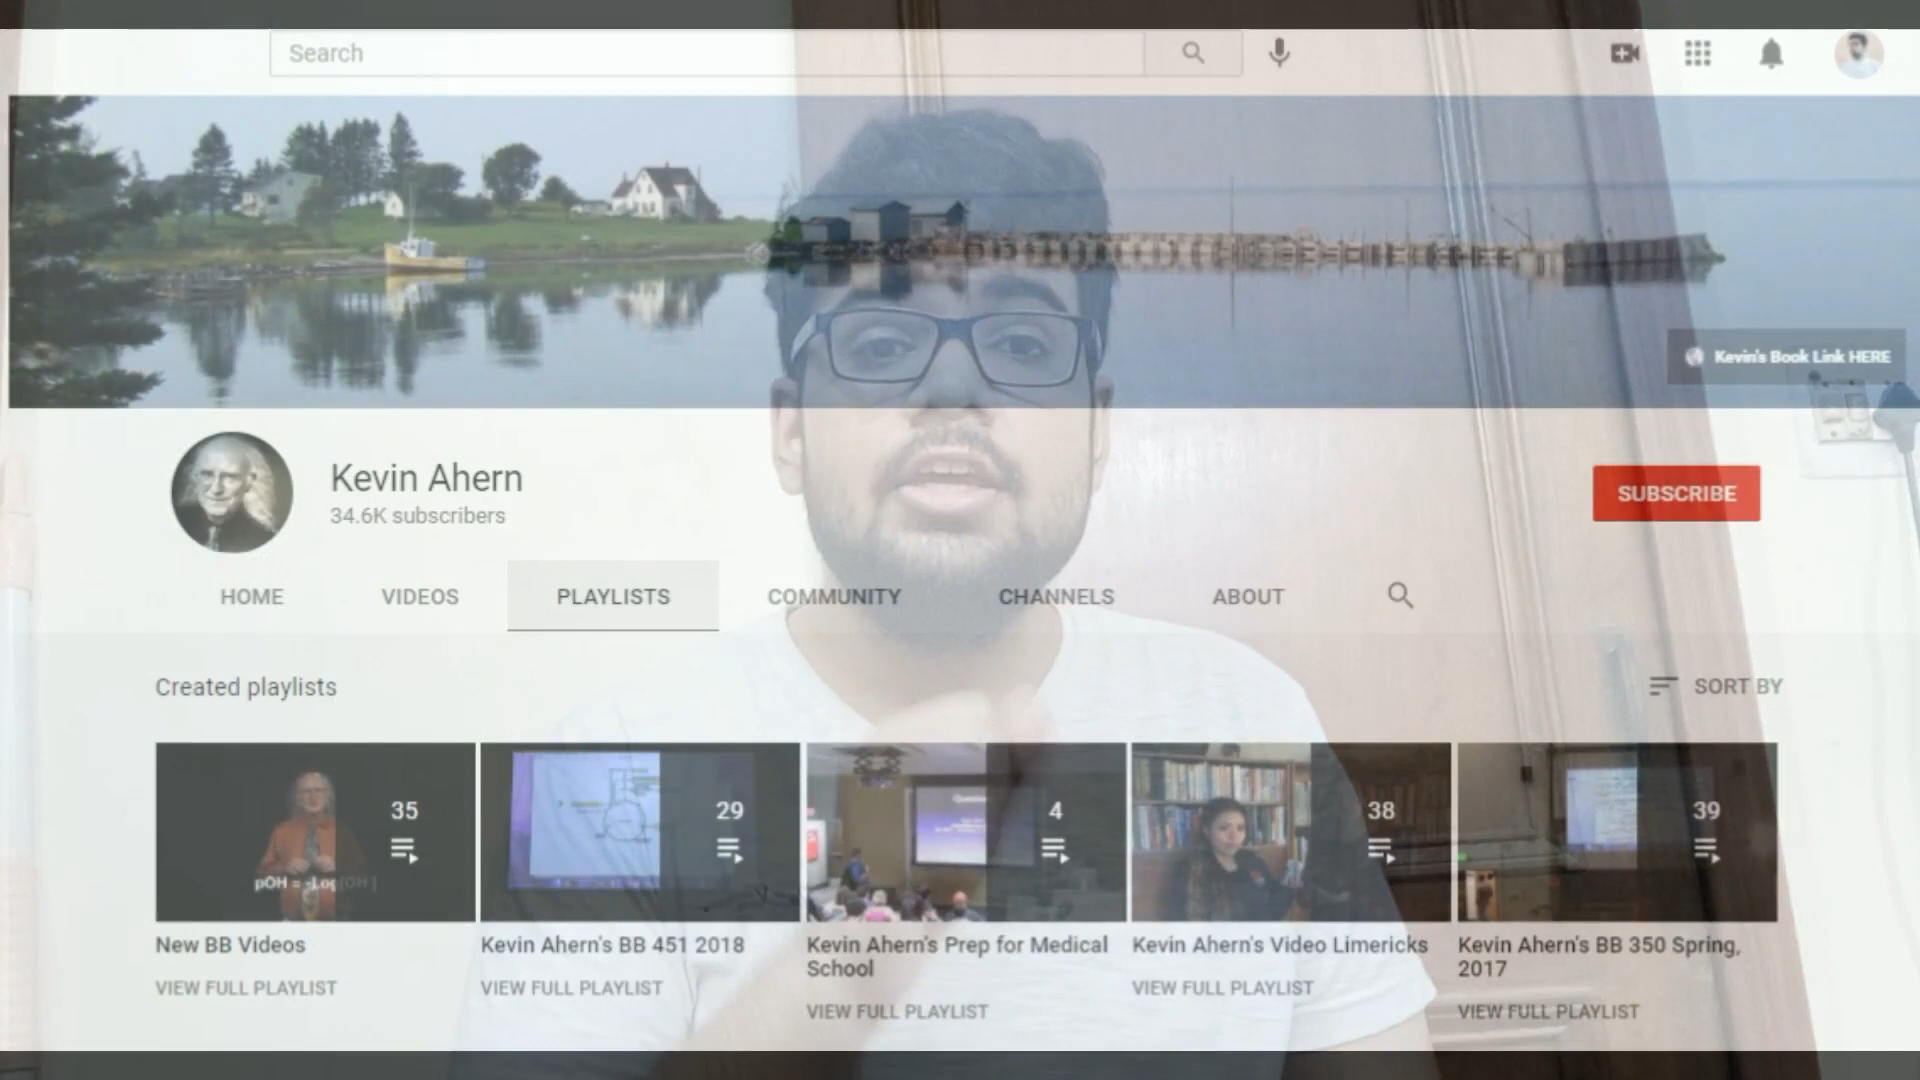 Search
Kevin's Book Link HERE
Kevin Ahern
34.6K subscribers
SUBSCRIBE
HOME
VIDEOS
PLAYLISTS
COMMUNITY
CHANNELS
ABOUT
Created playlists
SORT BY
35
pOH = -Log[OH
29
4
38
39
New BB Videos
VIEW FULL PLAYLIST
Kevin Ahern's BB 451 2018
VIEW FULL PLAYLIST
Kevin Ahern's Prep for Medical
School
VIEW FULL PLAYLIST
Kevin Ahern's Video Limericks
VIEW FULL PLAYLIST
Kevin Ahern's BB 350 Spring,
2017
VIEW FULL PLAYLIST